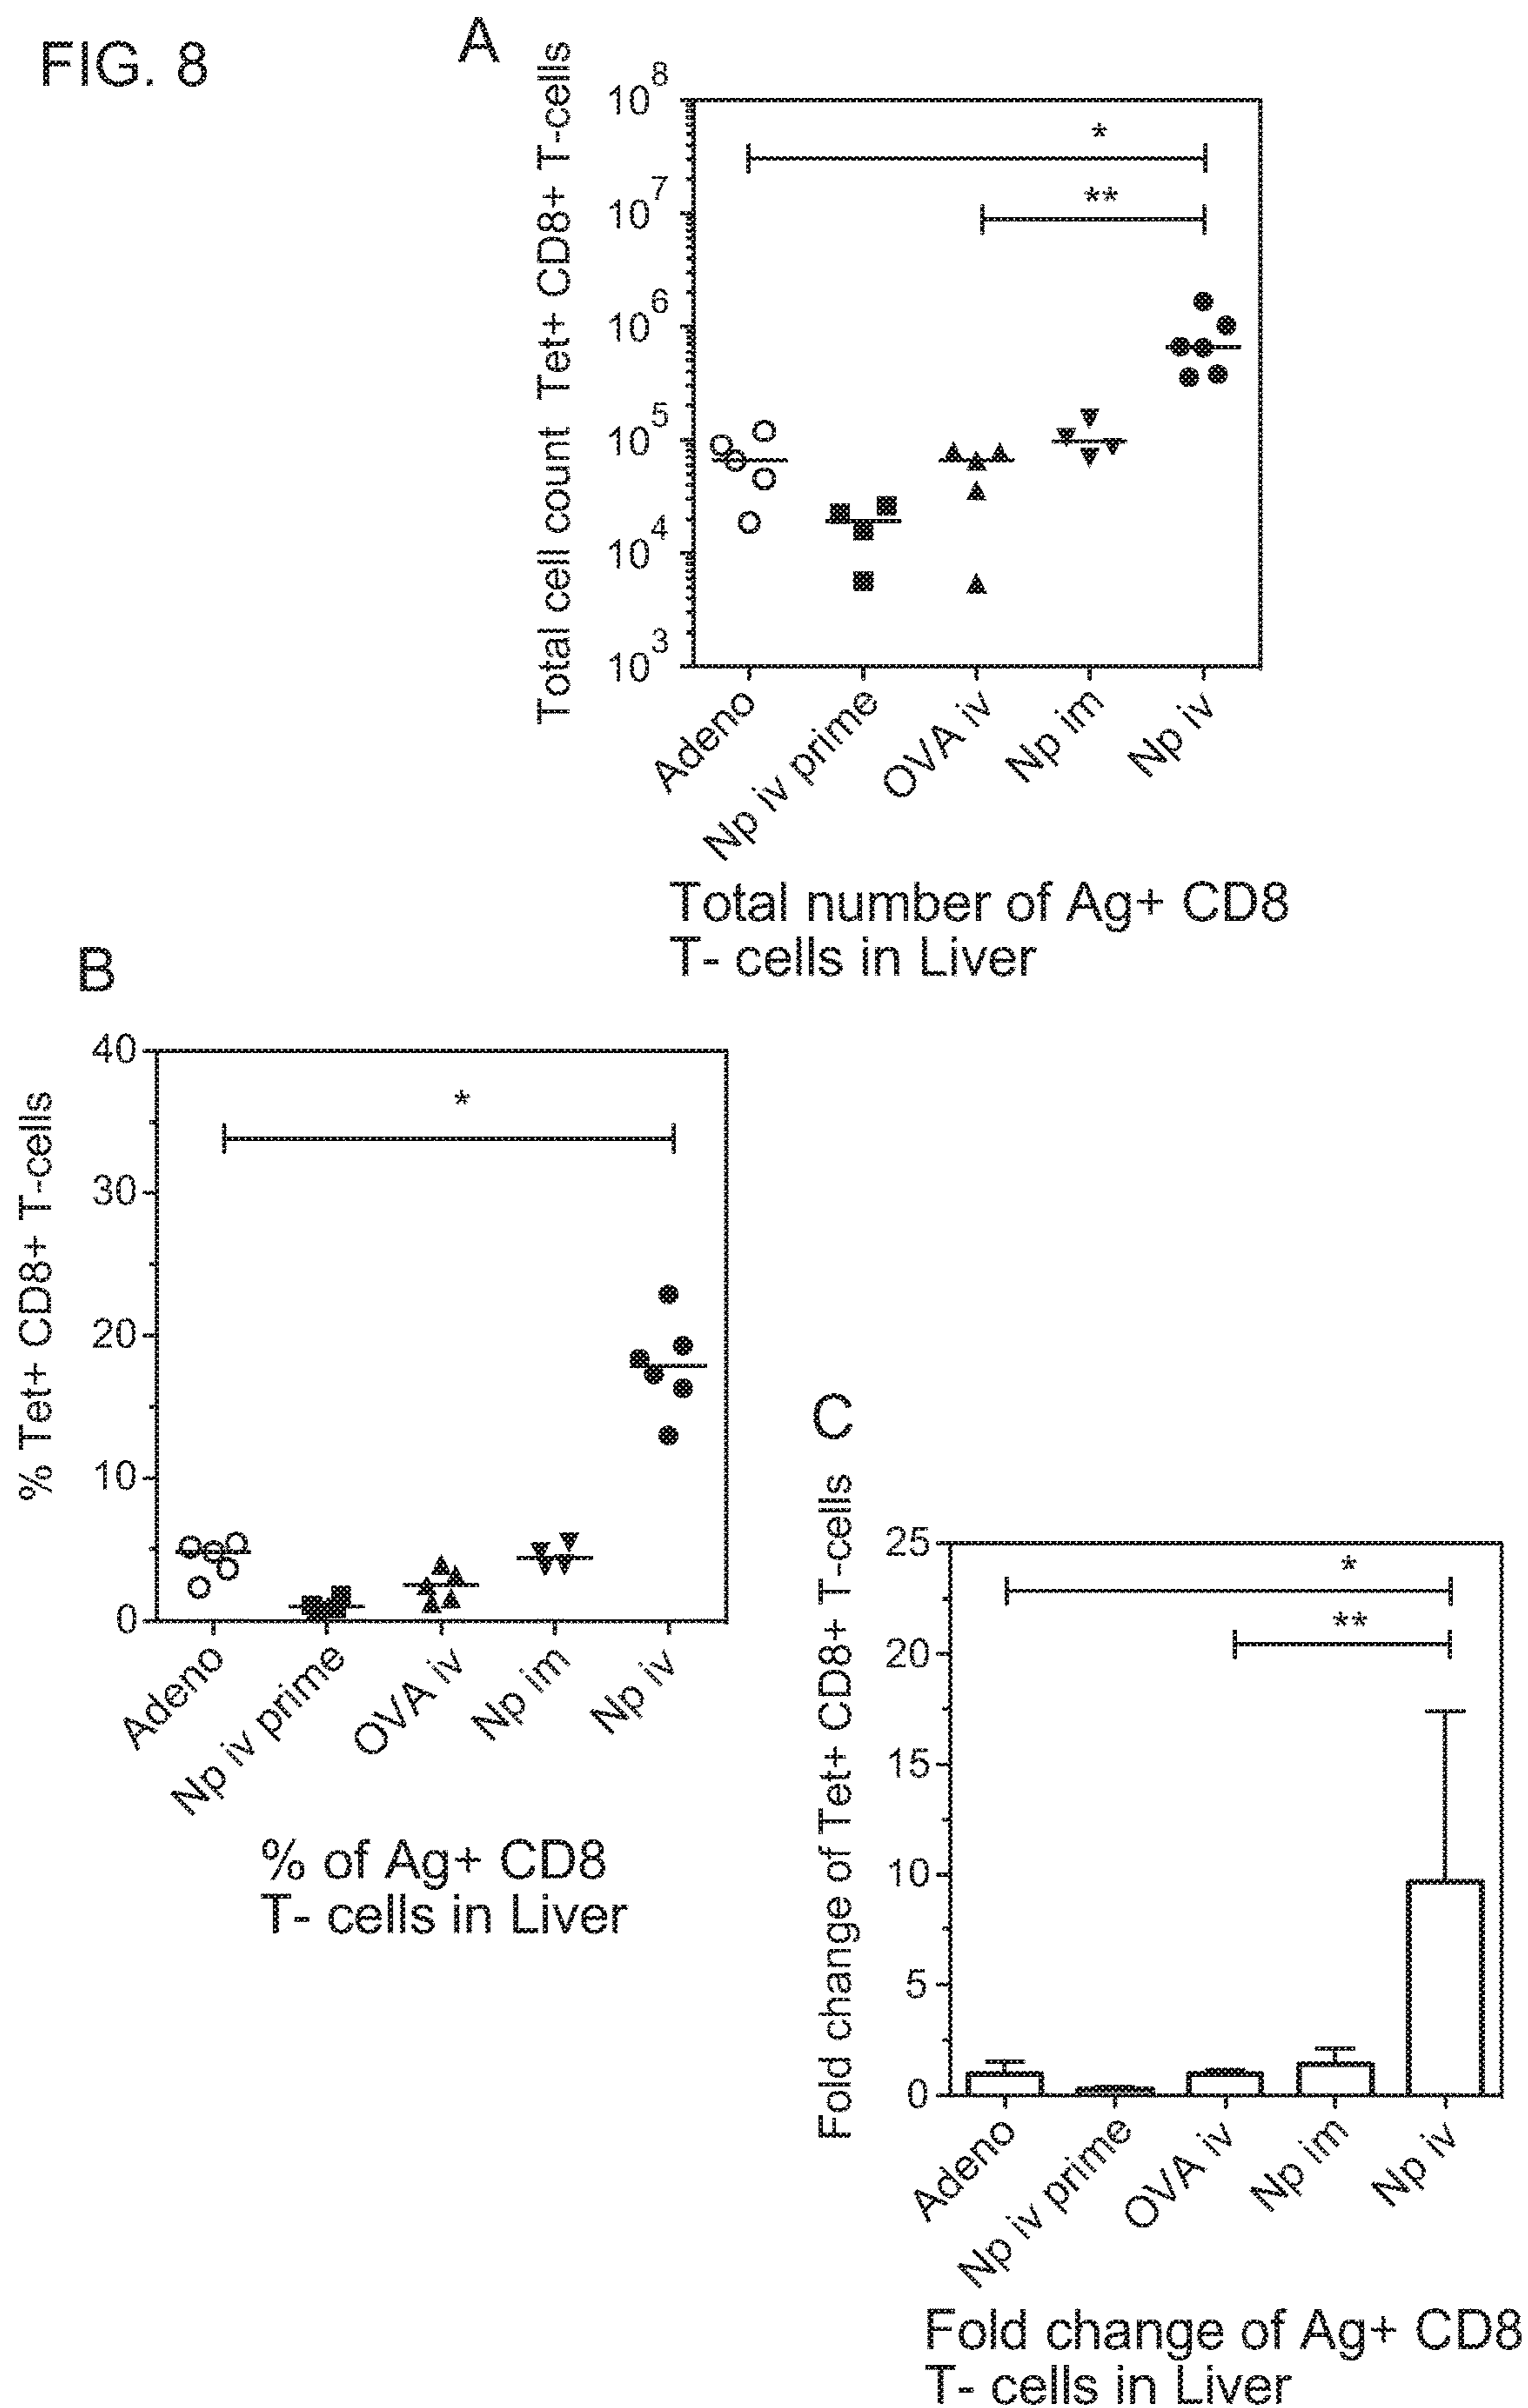 FIG. 8
A
Total cell count Tet+ CD8+ T-cells
10^8
10^7
10^6
10^5
10^4
10^3
*
**
Adeno
Np iv prime
OVA iv
Np im
Np iv
Total number of Ag+ CD8
T- cells in Liver
B
% Tet+ CD8+ T-cells
40
30
20
10
0
*
Adeno
Np iv prime
OVA iv
Np im
Np iv
% of Ag+ CD8
T- cells in Liver
C
Fold change of Tet+ CD8+ T-cells
25
20
15
10
5
0
*
**
Adeno
Np iv prime
OVA iv
Np im
Np iv
Fold change of Ag+ CD8
T- cells in Liver